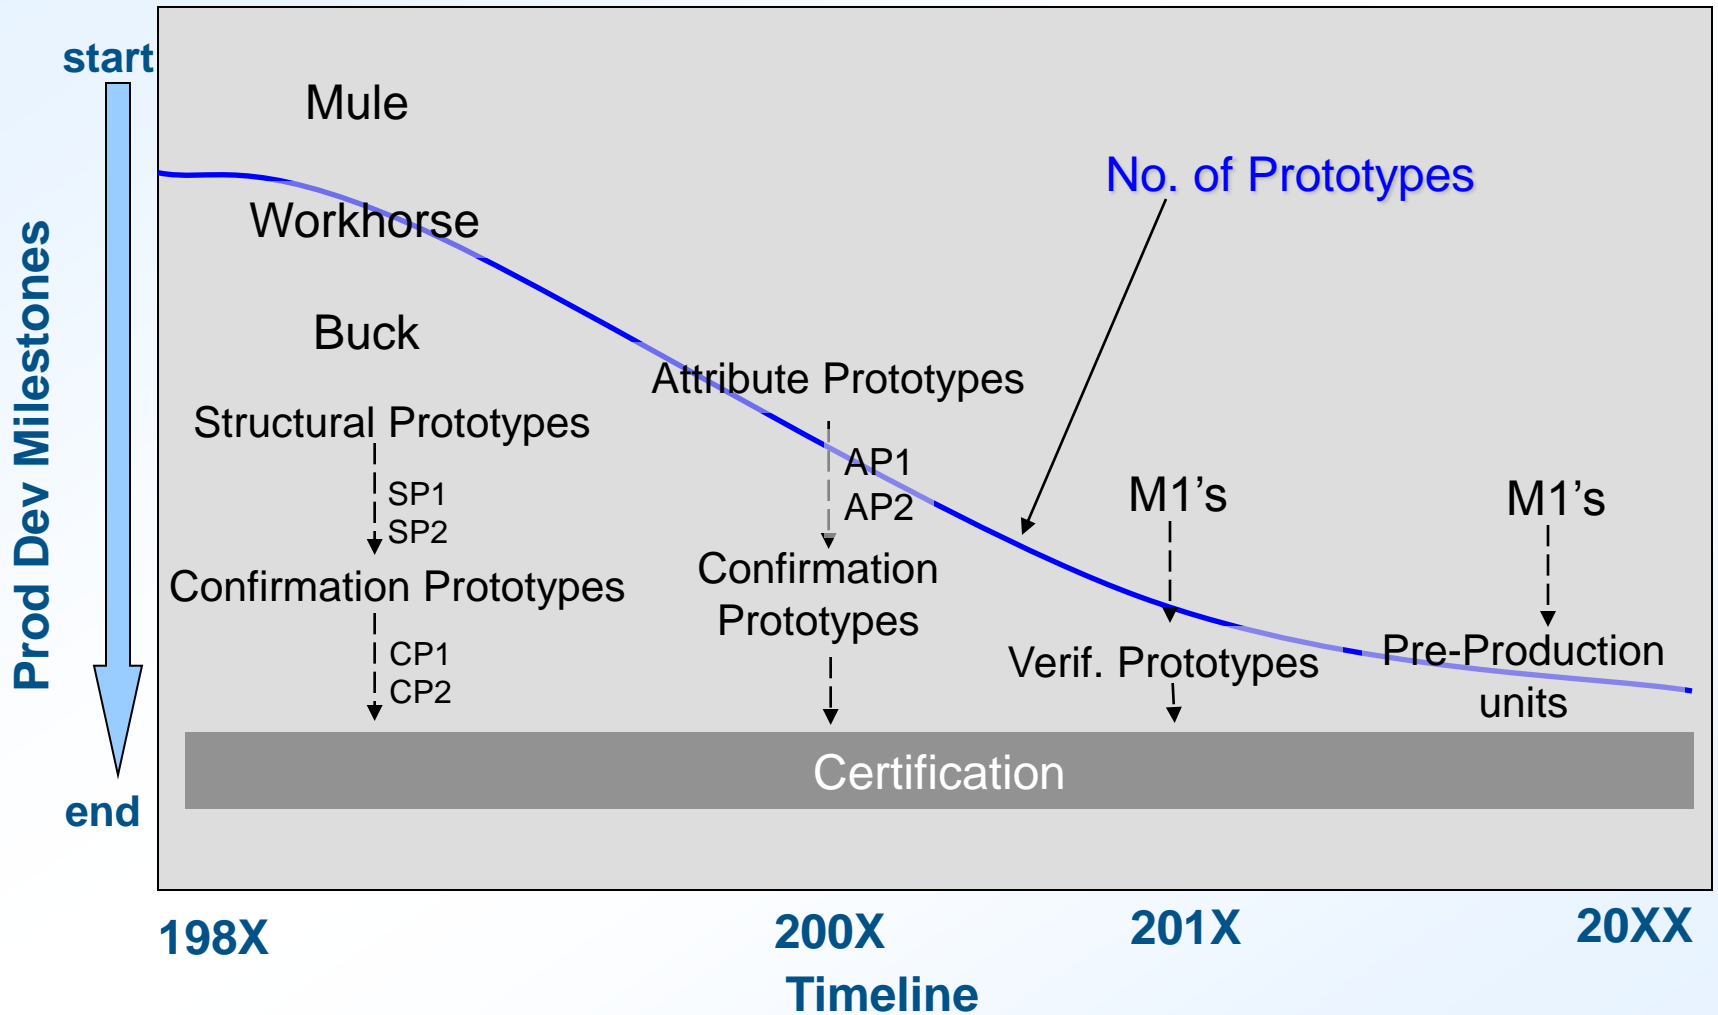 start
Prod Dev Milestones
end
Mule
Workhorse
Buck
Structural Prototypes
SP1
SP2
Confirmation Prototypes
CP1
CP2
Attribute Prototypes
AP1
AP2
Confirmation
Prototypes
No. of Prototypes
M1’s
Verif. Prototypes
M1’s
Pre-Production
units
Certification
198X
200X
201X
20XX
Timeline